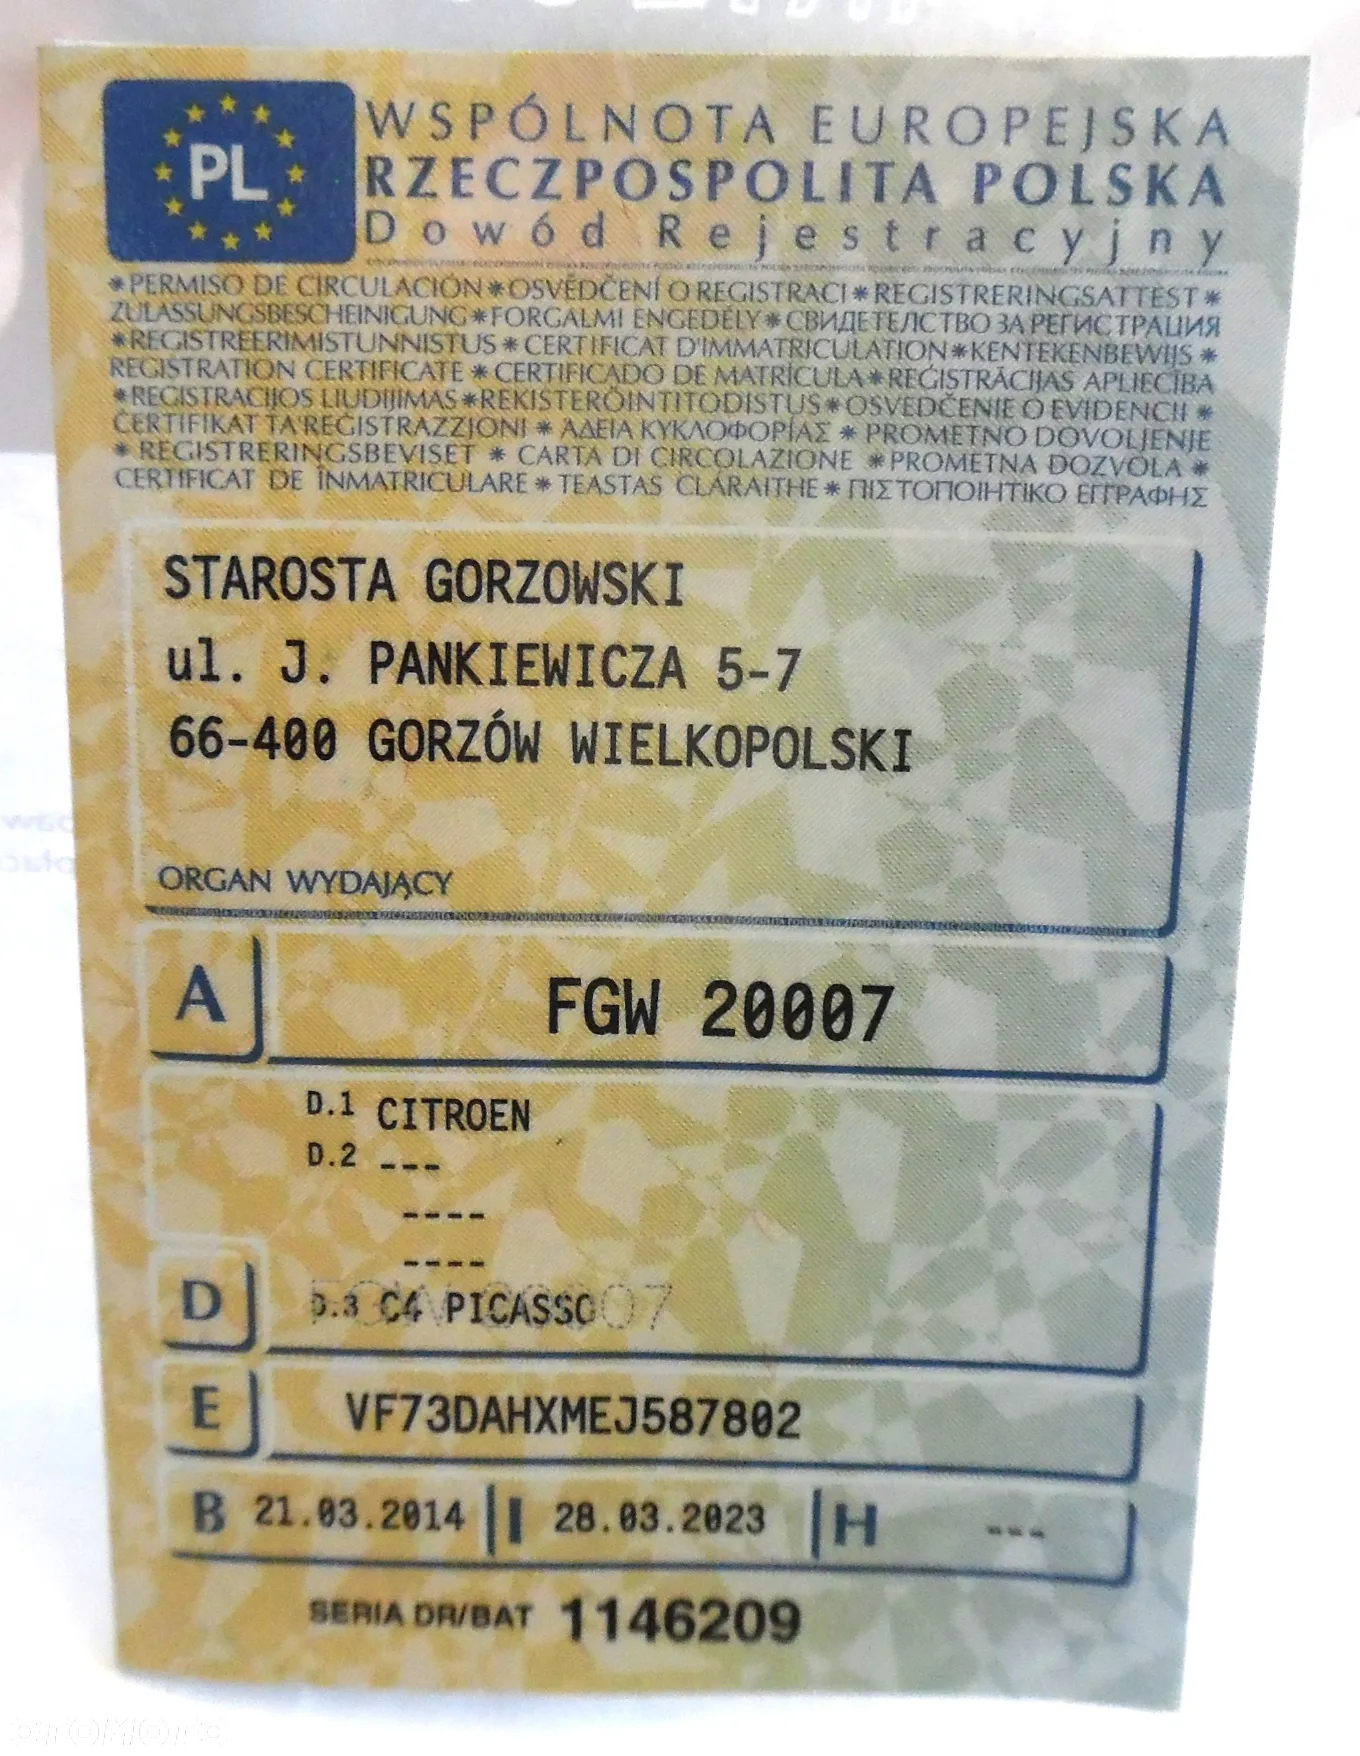 PL
WSPÓLNOTA EUROPEJSKA
RZECZPOSPOLITA POLSKA
Dowód Rejestracyjny
*PERMISO DE CIRCULACIÓN*OSVĚDČENÍ O REGISTRACI*REGISTRERINGSATTEST*
ZULASSUNGSBESCHEINIGUNG*FORGALMI ENGEDÉLY*СВИДЕТЕЛСТВО ЗА РЕГИСТРАЦИЯ
*REGISTREERIMISTUNNISTUS*CERTIFICAT D'IMMATRICULATION*KENTEKENBEWIJS*
REGISTRATION CERTIFICATE*CERTIFICADO DE MATRÍCULA*REĢISTRĀCIJAS APLIECĪBA
*REGISTRACIJOS LIUDIJIMAS*REKISTERÖINTITODISTUS*OSVEDČENIE O EVIDENCII*
ĊERTIFIKAT TA'REĠISTRAZZJONI*ΑΔΕΙΑ ΚΥΚΛΟΦΟΡΙΑΣ*PROMETNO DOVOLJENJE
*REGISTRERINGSBEVISET*CARTA DI CIRCOLAZIONE*PROMETNA DOZVOLA*
CERTIFICAT DE ÎNMATRICULARE*TEASTAS CLÁRAITHE*ΠΙΣΤΟΠΟΙΗΤΙΚΟ ΕΓΓΡΑΦΗΣ
STAROSTA GORZOWSKI
ul. J. PANKIEWICZA 5-7
66-400 GORZÓW WIELKOPOLSKI
ORGAN WYDAJĄCY
A FGW 20007
D.1 CITROEN
D.2 ---
----
----
D D.3 C4 PICASSO
E VF73DAHXMEJ587802
B 21.03.2014 I 28.03.2023 H ---
SERIA DR/BAT 1146209
OTOMOTO